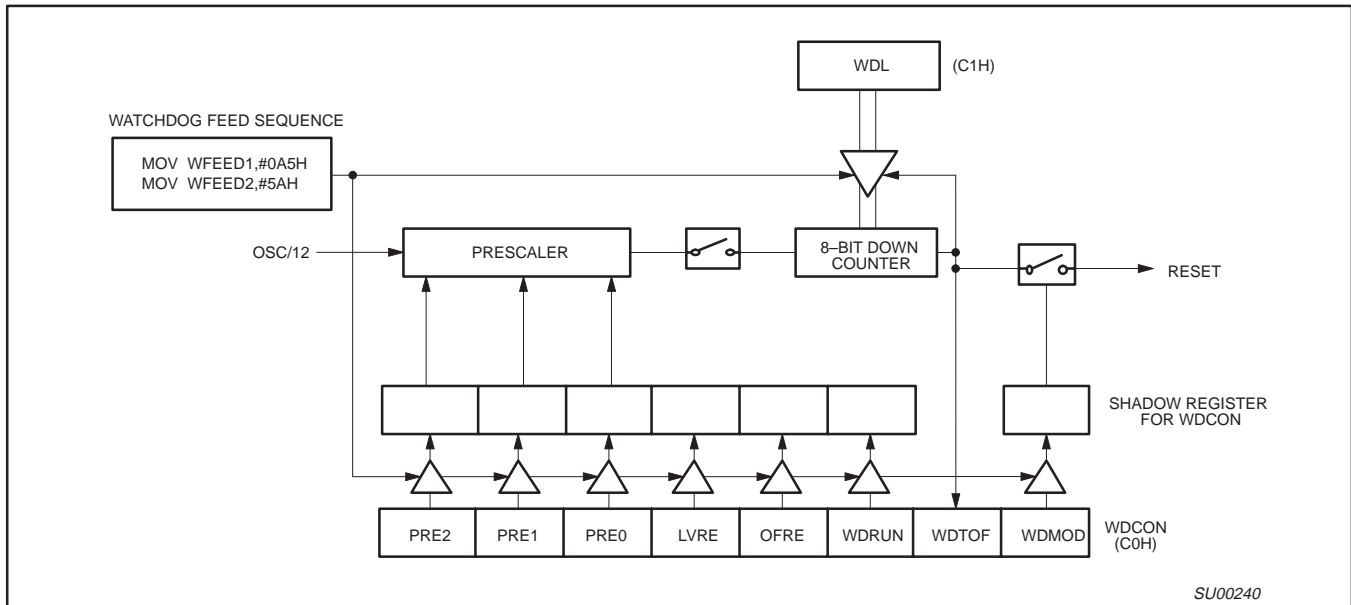 WDL
(C1H)
WATCHDOG FEED SEQUENCE
MOV WFEED1,#0A5H
MOV WFEED2,#5AH
OSC/12
PRESCALER
8–BIT DOWN
COUNTER
RESET
SHADOW REGISTER
FOR WDCON
PRE2
PRE1
PRE0
LVRE
OFRE
WDRUN
WDTOF
WDMOD
WDCON
(C0H)
SU00240